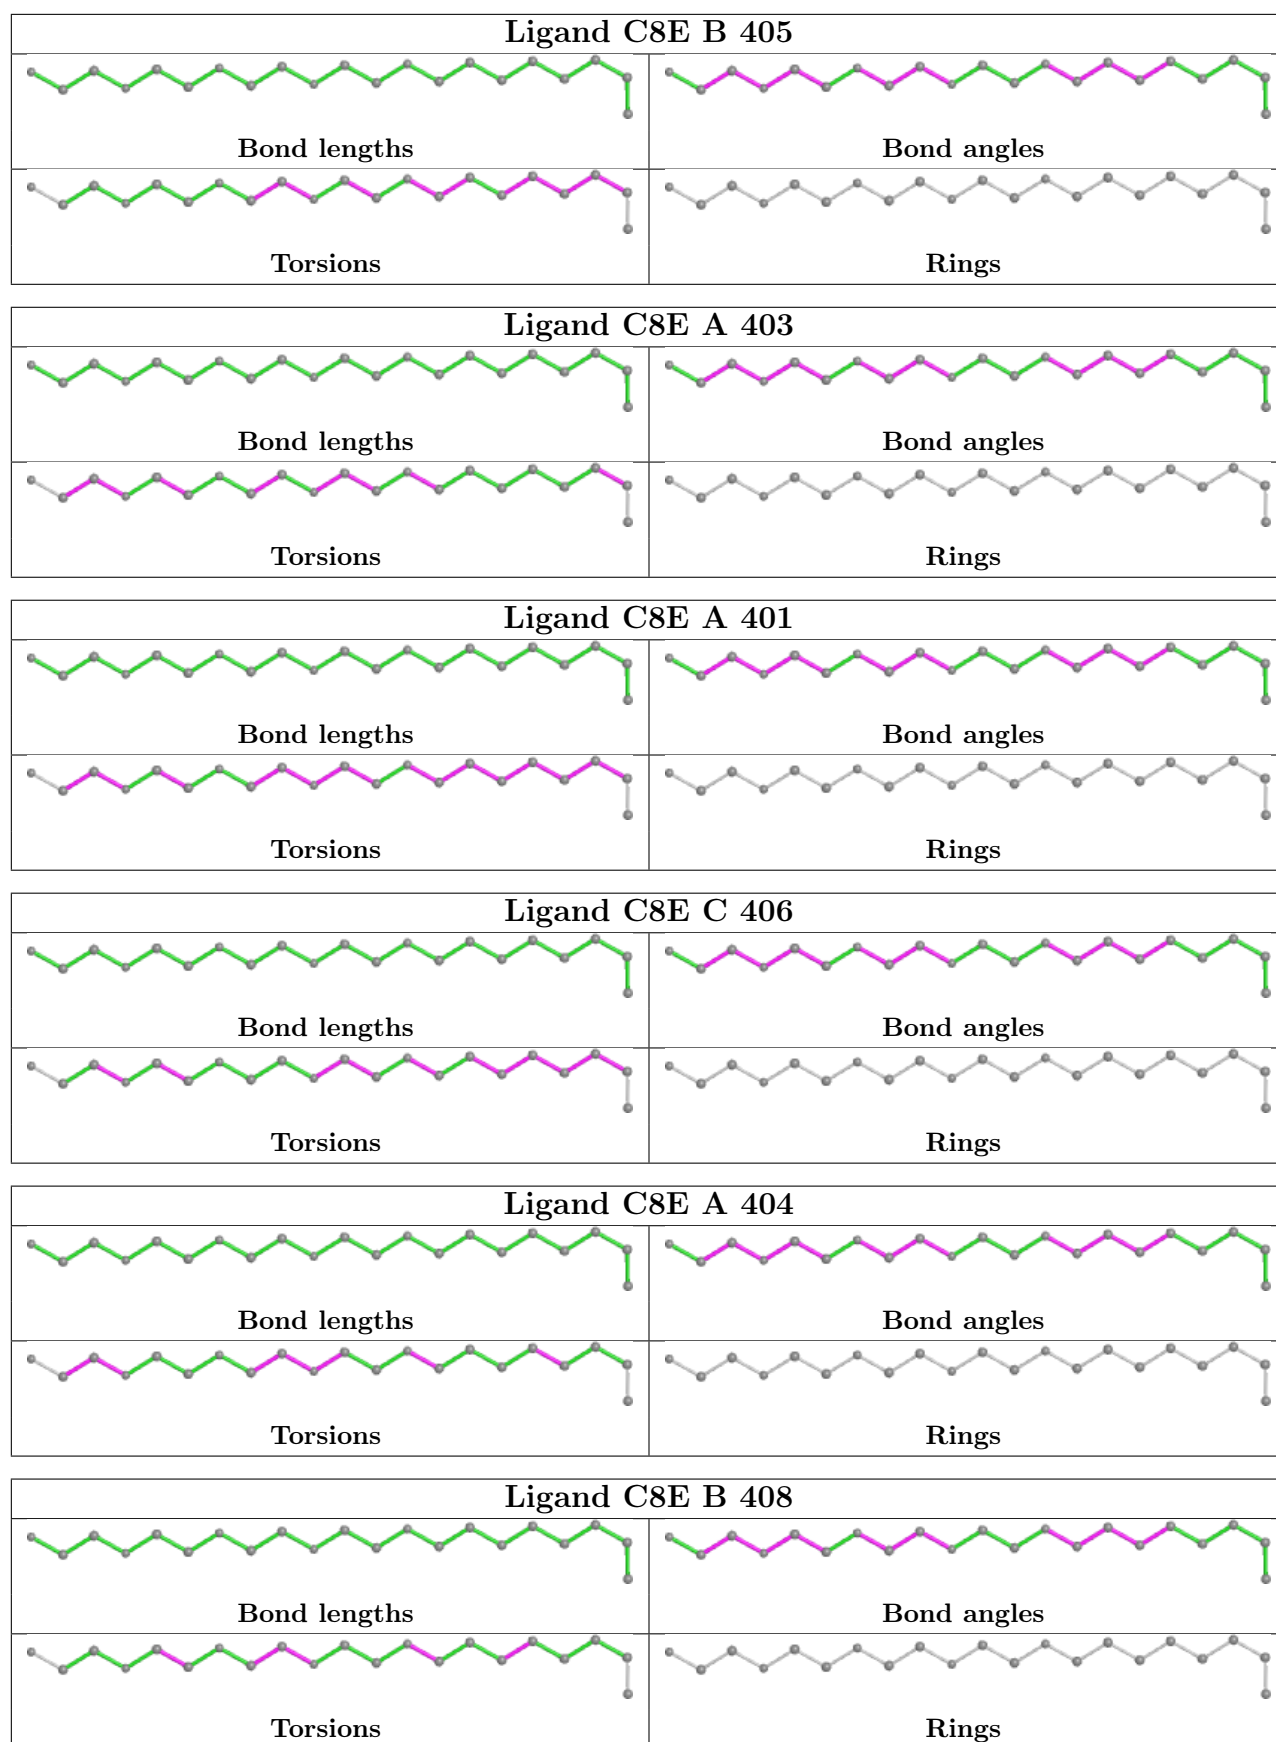 Ligand C8E B 405
Bond lengths
Bond angles
Torsions
Rings
Ligand C8E A 403
Bond lengths
Bond angles
Torsions
Rings
Ligand C8E A 401
Bond lengths
Bond angles
Torsions
Rings
Ligand C8E C 406
Bond lengths
Bond angles
Torsions
Rings
Ligand C8E A 404
Bond lengths
Bond angles
Torsions
Rings
Ligand C8E B 408
Bond lengths
Bond angles
Torsions
Rings